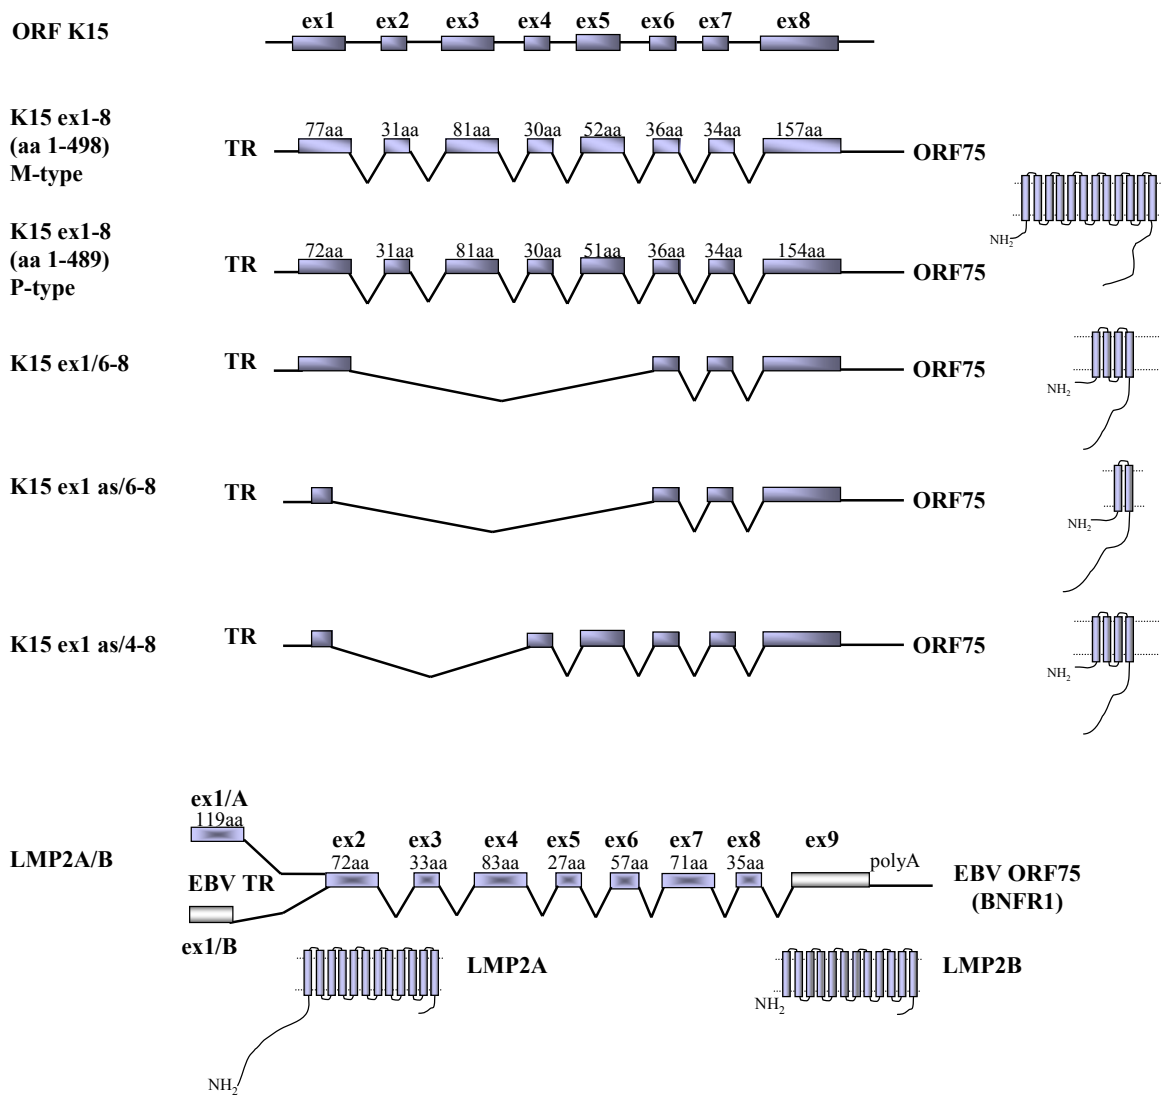 ORF K15
ex1 ex2 ex3 ex4 ex5 ex6 ex7 ex8
K15 ex1-8
(aa 1-498)
M-type
TR
77aa 31aa 81aa 30aa 52aa 36aa 34aa 157aa
ORF75
NH2
K15 ex1-8
(aa 1-489)
P-type
TR
72aa 31aa 81aa 30aa 51aa 36aa 34aa 154aa
ORF75
K15 ex1/6-8
TR
ORF75
NH2
K15 ex1 as/6-8
TR
ORF75
NH2
K15 ex1 as/4-8
TR
ORF75
NH2
LMP2A/B
ex1/A
119aa
EBV TR
ex1/B
ex2 ex3 ex4 ex5 ex6 ex7 ex8 ex9
72aa 33aa 83aa 27aa 57aa 71aa 35aa
polyA
EBV ORF75
(BNFR1)
LMP2A
NH2
LMP2B
NH2